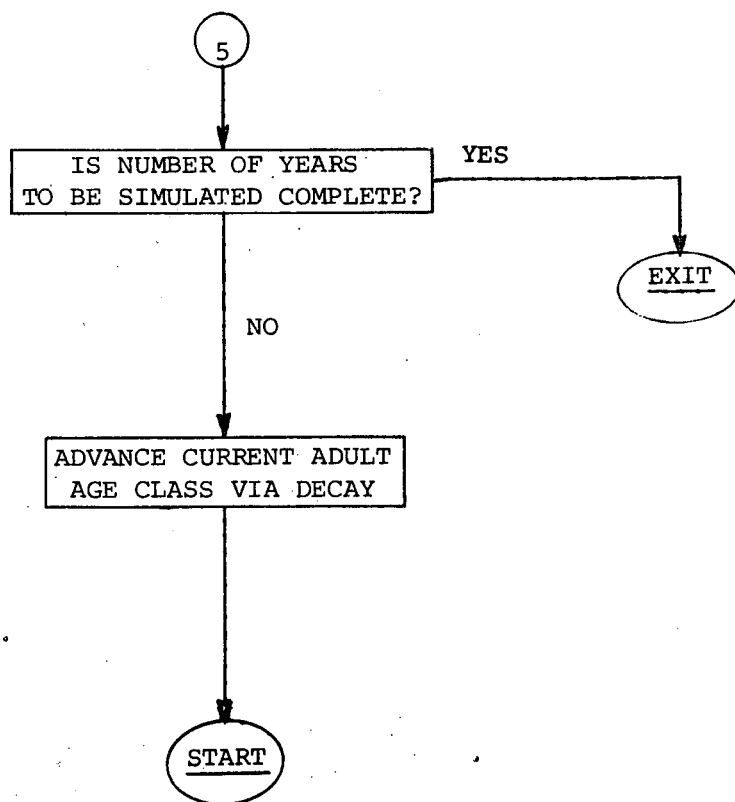 5
IS NUMBER OF YEARS
TO BE SIMULATED COMPLETE?
YES
EXIT
NO
ADVANCE CURRENT ADULT
AGE CLASS VIA DECAY
START